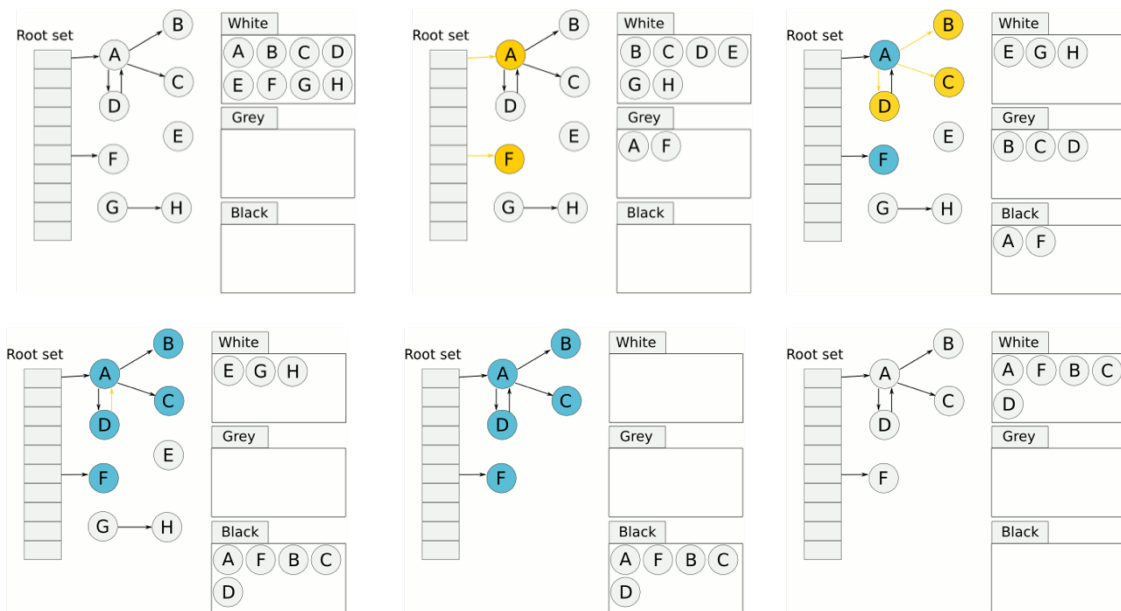 Root set
A
B
C
D
E
F
G
H
White
A B C D
E F G H
Grey
Black
Root set
A
B
C
D
E
F
G
H
White
B C D E
G H
Grey
A F
Black
Root set
A
B
C
D
E
F
G
H
White
E G H
Grey
B C D
Black
A F
Root set
A
B
C
D
E
F
G
H
White
E G H
Grey
Black
A F B C
D
Root set
A
B
C
D
F
White
Grey
Black
A F B C
D
Root set
A
B
C
D
F
White
A F B C
D
Grey
Black